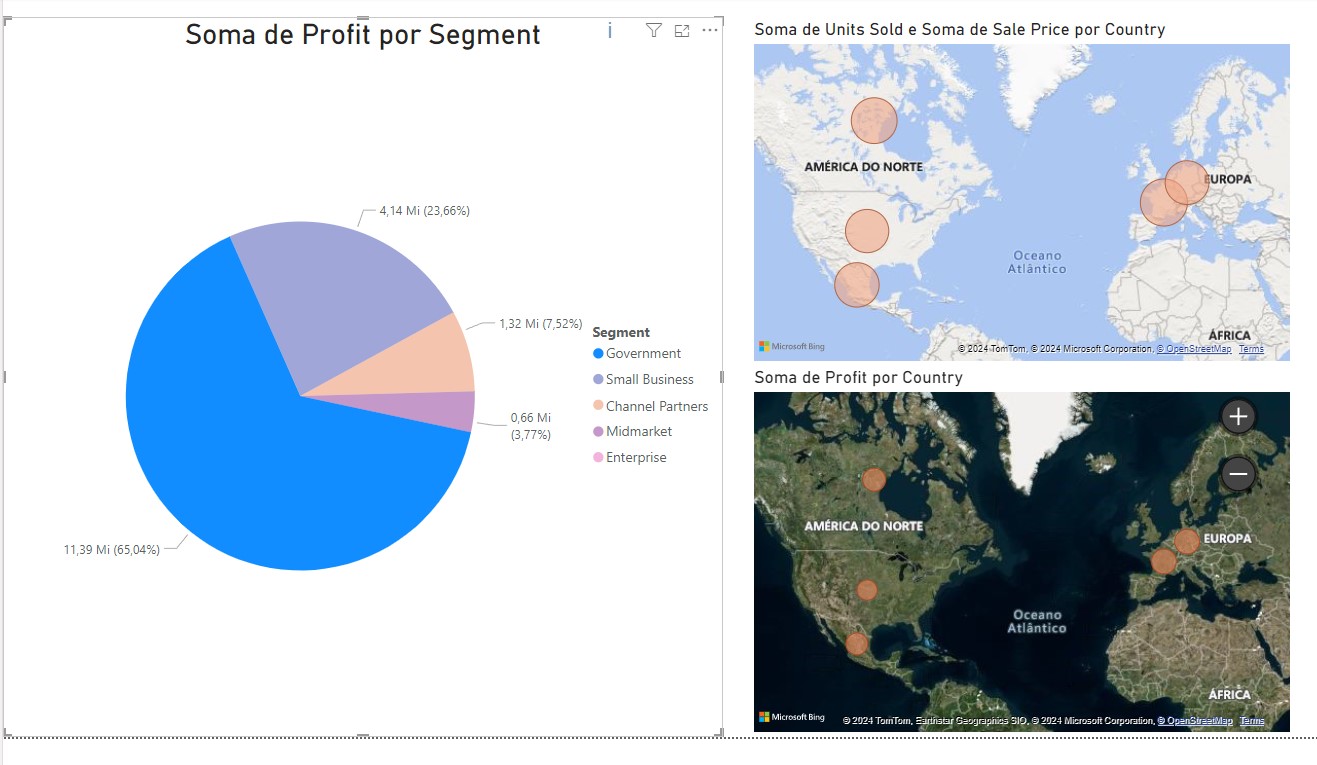 Soma de Profit por Segment
4,14 Mi (23,66%)
1,32 Mi (7,52%)
0,66 Mi
(3,77%)
11,39 Mi (65,04%)
Segment
Government
Small Business
Channel Partners
Midmarket
Enterprise
Soma de Units Sold e Soma de Sale Price por Country
AMÉRICA DO NORTE
EUROPA
Oceano
Atlântico
ÁFRICA
Microsoft Bing
© 2024 TomTom, © 2024 Microsoft Corporation, © OpenStreetMap Terms
Soma de Profit por Country
AMÉRICA DO NORTE
EUROPA
Oceano
Atlântico
ÁFRICA
Microsoft Bing
© 2024 TomTom, Earthstar Geographics SIO, © 2024 Microsoft Corporation, © OpenStreetMap Terms